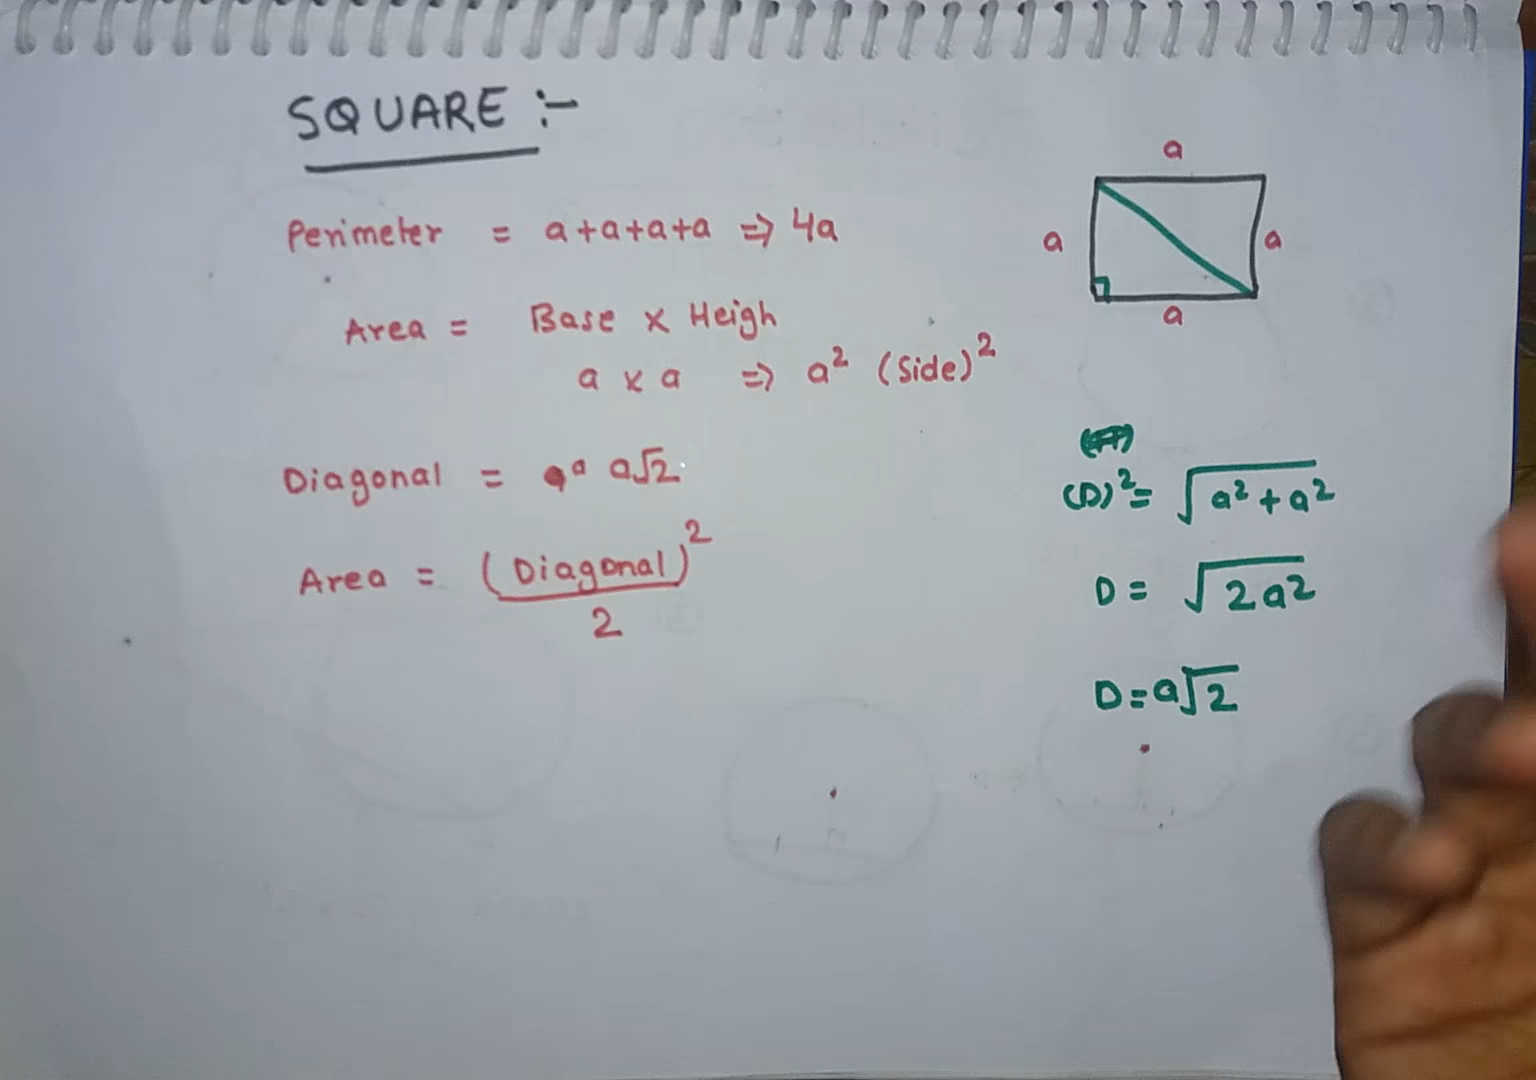 SQUARE :-
a
Perimeter = a+a+a+a => 4a
a
a
a
Area = Base x Heigh
a x a => a² (Side)²
Diagonal = a a√2
(D)² = √a² + a²
Area = (Diagonal)² / 2
D = √2a²
D = a√2